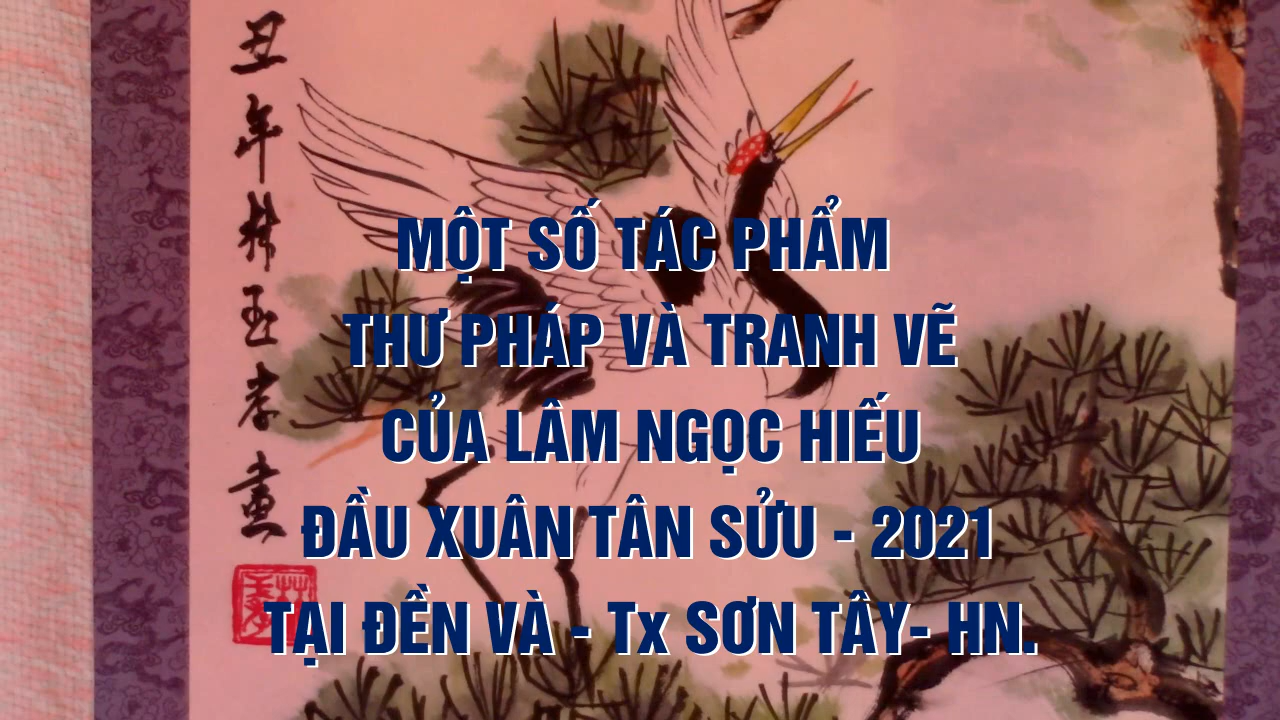 丑年林玉孝畫
MỘT SỐ TÁC PHẨM
THƯ PHÁP VÀ TRANH VẼ
CỦA LÂM NGỌC HIẾU
ĐẦU XUÂN TÂN SỬU - 2021
TẠI ĐỀN VÀ - Tx SƠN TÂY- HN.